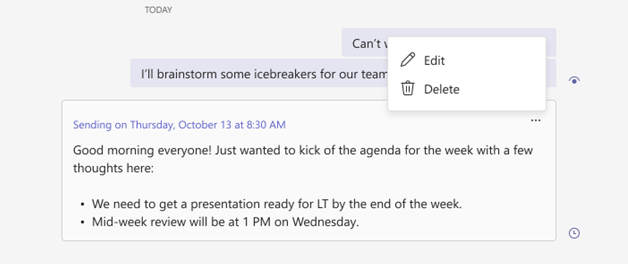 TODAY
Can't
I'll brainstorm some icebreakers for our team
Edit
Delete
Sending on Thursday, October 13 at 8:30 AM
Good morning everyone! Just wanted to kick of the agenda for the week with a few
thoughts here:
• We need to get a presentation ready for LT by the end of the week.
• Mid-week review will be at 1 PM on Wednesday.